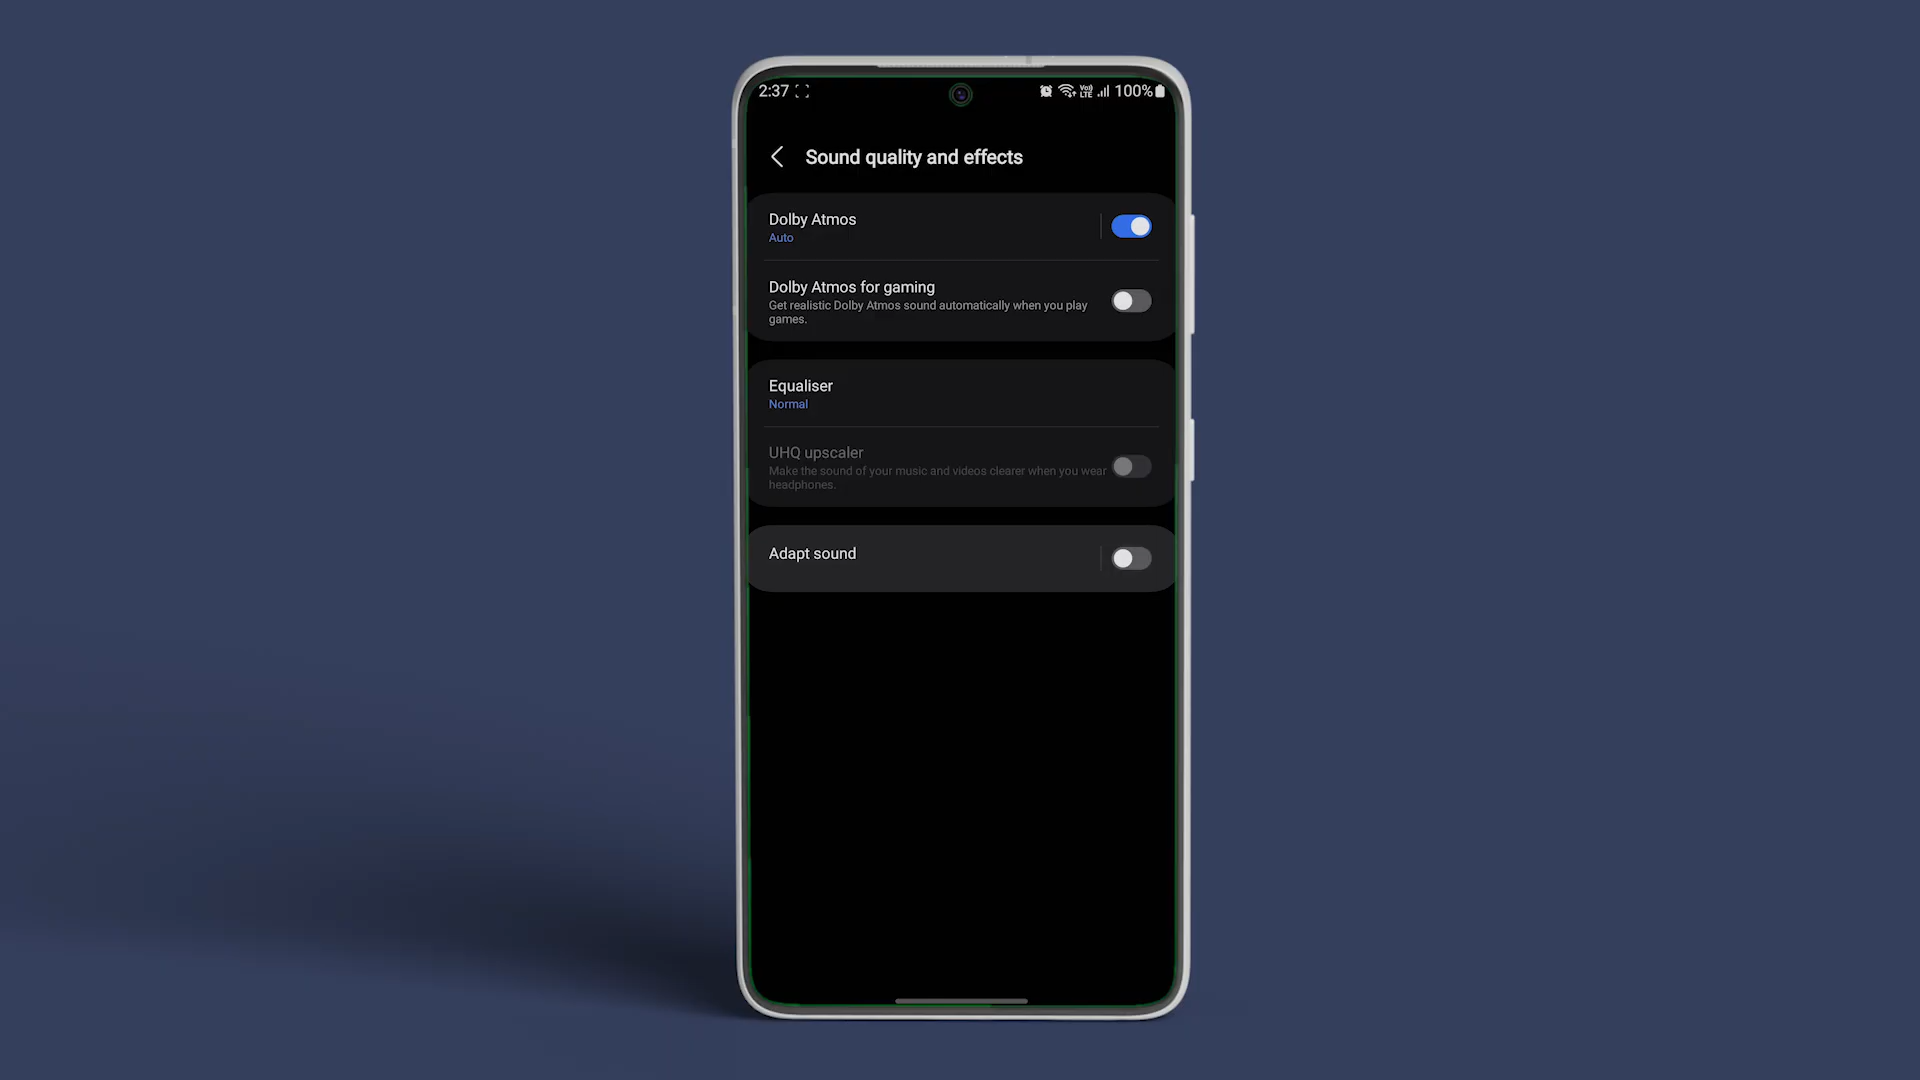 2:37 100%
Sound quality and effects
Dolby Atmos
Auto
Dolby Atmos for gaming
Get realistic Dolby Atmos sound automatically when you play
games.
Equaliser
Normal
UHQ upscaler
Make the sound of your music and videos clearer when you wear
headphones.
Adapt sound